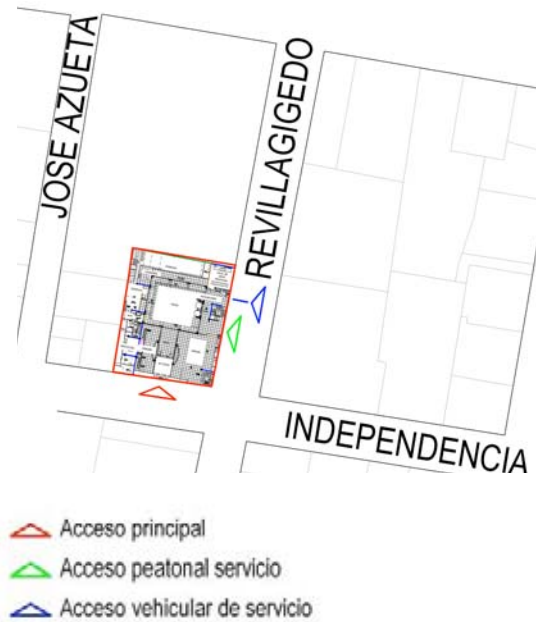 JOSE AZUETA
REVILLAGIGEDO
INDEPENDENCIA
Acceso principal
Acceso peatonal servicio
Acceso vehicular de servicio